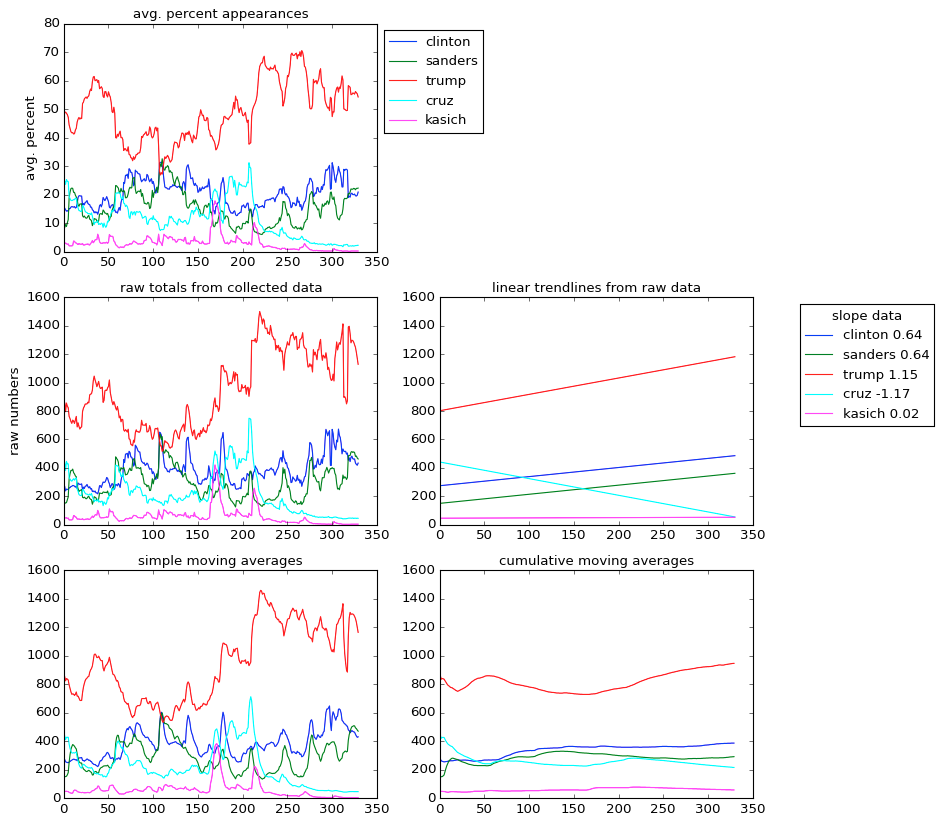 avg. percent appearances
avg. percent
80
70
60
50
40
30
20
10
0
0 50 100 150 200 250 300 350
clinton
sanders
trump
cruz
kasich
raw totals from collected data
raw numbers
1600
1400
1200
1000
800
600
400
200
0
0 50 100 150 200 250 300 350
linear trendlines from raw data
1600
1400
1200
1000
800
600
400
200
0
0 50 100 150 200 250 300 350
slope data
clinton 0.64
sanders 0.64
trump 1.15
cruz -1.17
kasich 0.02
simple moving averages
1600
1400
1200
1000
800
600
400
200
0
0 50 100 150 200 250 300 350
cumulative moving averages
1600
1400
1200
1000
800
600
400
200
0
0 50 100 150 200 250 300 350